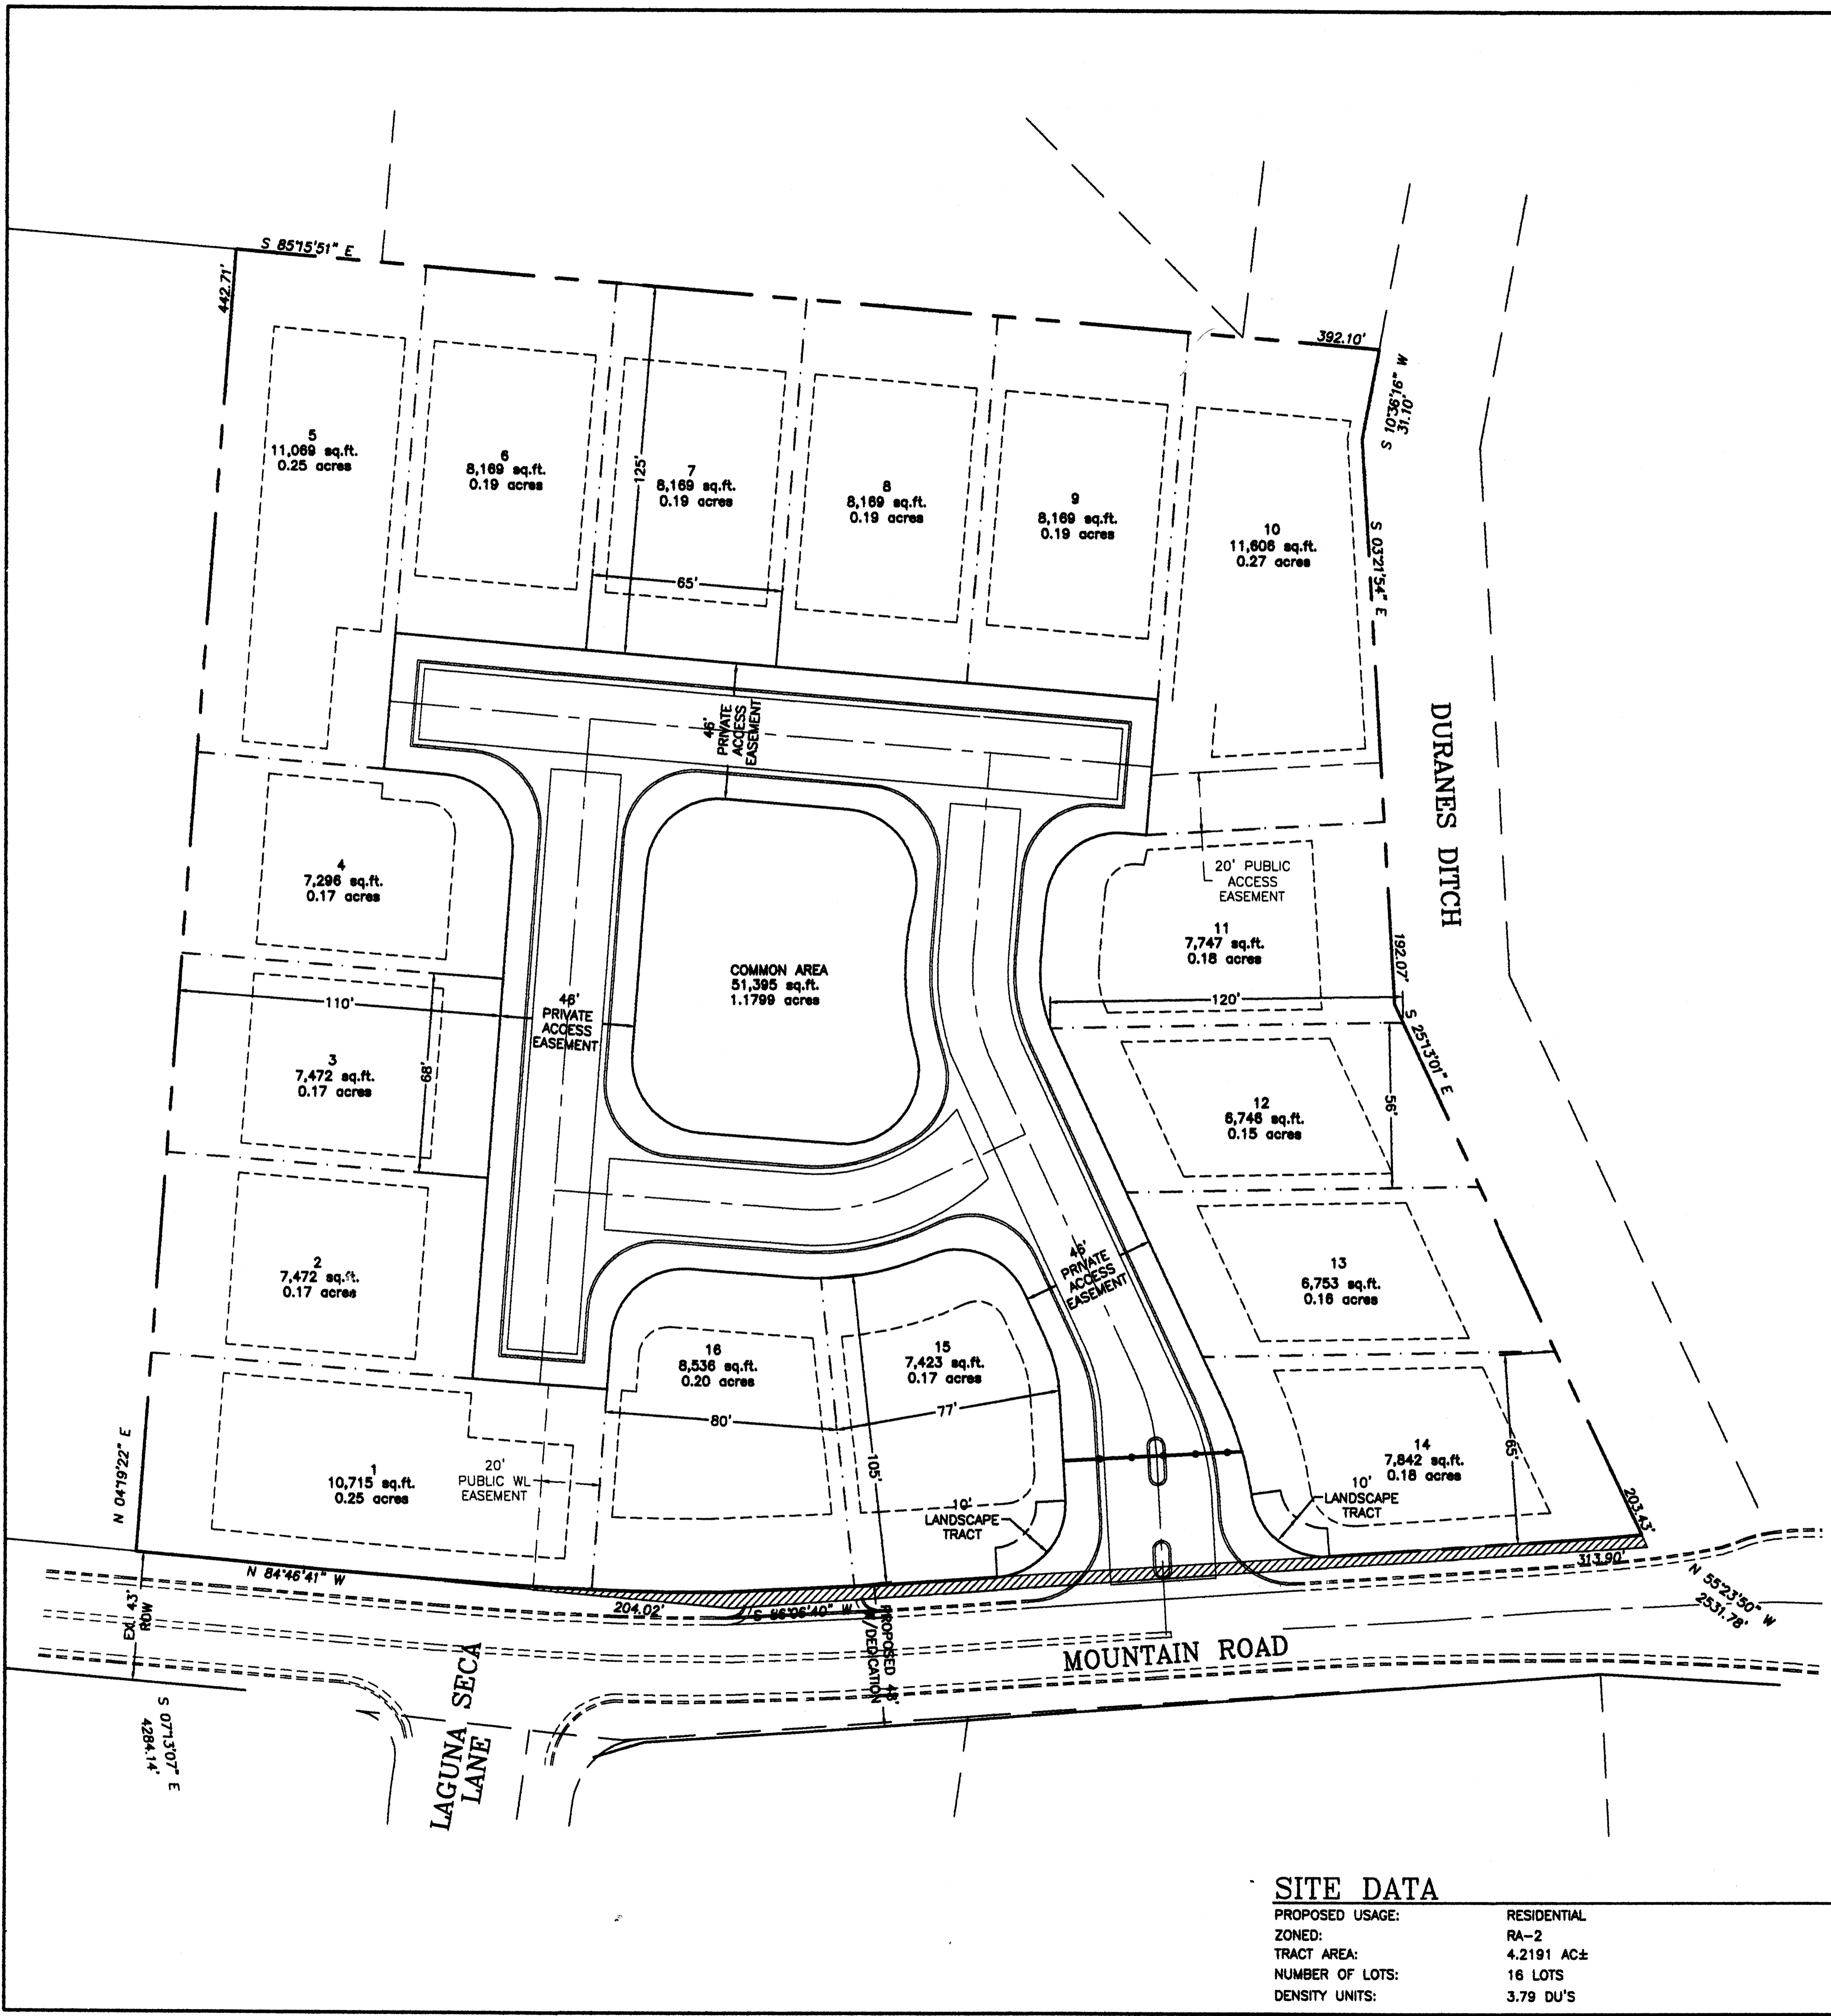 S 85°15'51" E
442.71'
392.10'
S 10°36'16" W
31.10'
5
11,069 sq.ft.
0.25 acres
6
8,169 sq.ft.
0.19 acres
125'
7
8,169 sq.ft.
0.19 acres
8
8,169 sq.ft.
0.19 acres
9
8,169 sq.ft.
0.19 acres
10
11,606 sq.ft.
0.27 acres
S 03°21'54" E
65'
46'
PRIVATE
ACCESS
EASEMENT
DURANES DITCH
4
7,296 sq.ft.
0.17 acres
20' PUBLIC
ACCESS
EASEMENT
11
7,747 sq.ft.
0.18 acres
192.07'
COMMON AREA
51,395 sq.ft.
1.1799 acres
110'
46'
PRIVATE
ACCESS
EASEMENT
120'
S 25°13'01" E
3
7,472 sq.ft.
0.17 acres
68'
12
6,746 sq.ft.
0.15 acres
56'
2
7,472 sq.ft.
0.17 acres
46'
PRIVATE
ACCESS
EASEMENT
13
6,753 sq.ft.
0.16 acres
16
8,536 sq.ft.
0.20 acres
15
7,423 sq.ft.
0.17 acres
80'
77'
105'
14
7,842 sq.ft.
0.18 acres
65'
N 04°19'22" E
1
10,715 sq.ft.
0.25 acres
20'
PUBLIC WL
EASEMENT
10'
LANDSCAPE
TRACT
10'
LANDSCAPE
TRACT
203.43'
N 84°46'41" W
204.02'
S 86°06'40" W
313.90'
N 55°23'50" W
2531.78'
EX. 43'
ROW
PROPOSED 48'
W/DEDICATION
MOUNTAIN ROAD
LAGUNA SECA
LANE
S 07°13'07" E
4284.14'
SITE DATA
PROPOSED USAGE: RESIDENTIAL
ZONED: RA-2
TRACT AREA: 4.2191 AC±
NUMBER OF LOTS: 16 LOTS
DENSITY UNITS: 3.79 DU'S